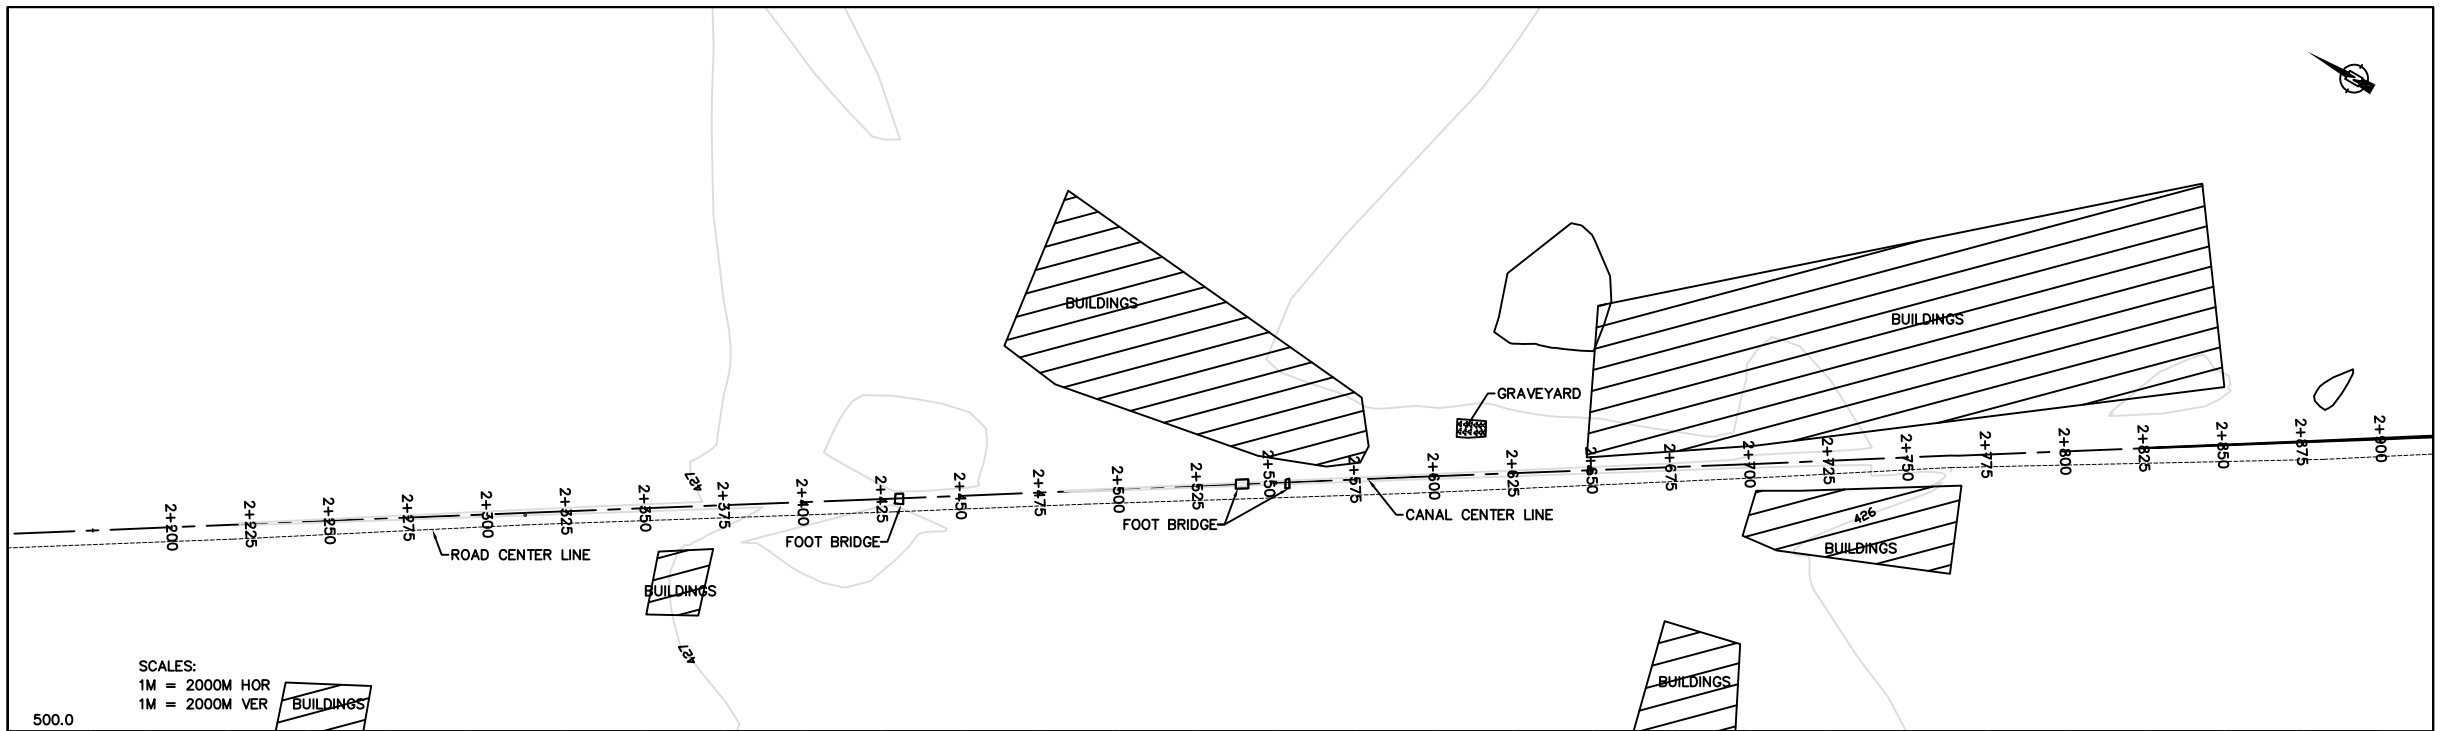 BUILDINGS
BUILDINGS
GRAVEYARD
2+200
2+225
2+250
2+275
2+300
2+325
2+350
2+375
2+400
2+425
2+450
2+475
2+500
2+525
2+550
2+575
2+600
2+625
2+650
2+675
2+700
2+725
2+750
2+775
2+800
2+825
2+850
2+875
2+900
427
ROAD CENTER LINE
FOOT BRIDGE
FOOT BRIDGE
CANAL CENTER LINE
426
BUILDINGS
BUILDINGS
427
SCALES:
1M = 2000M HOR
1M = 2000M VER
BUILDINGS
BUILDINGS
500.0